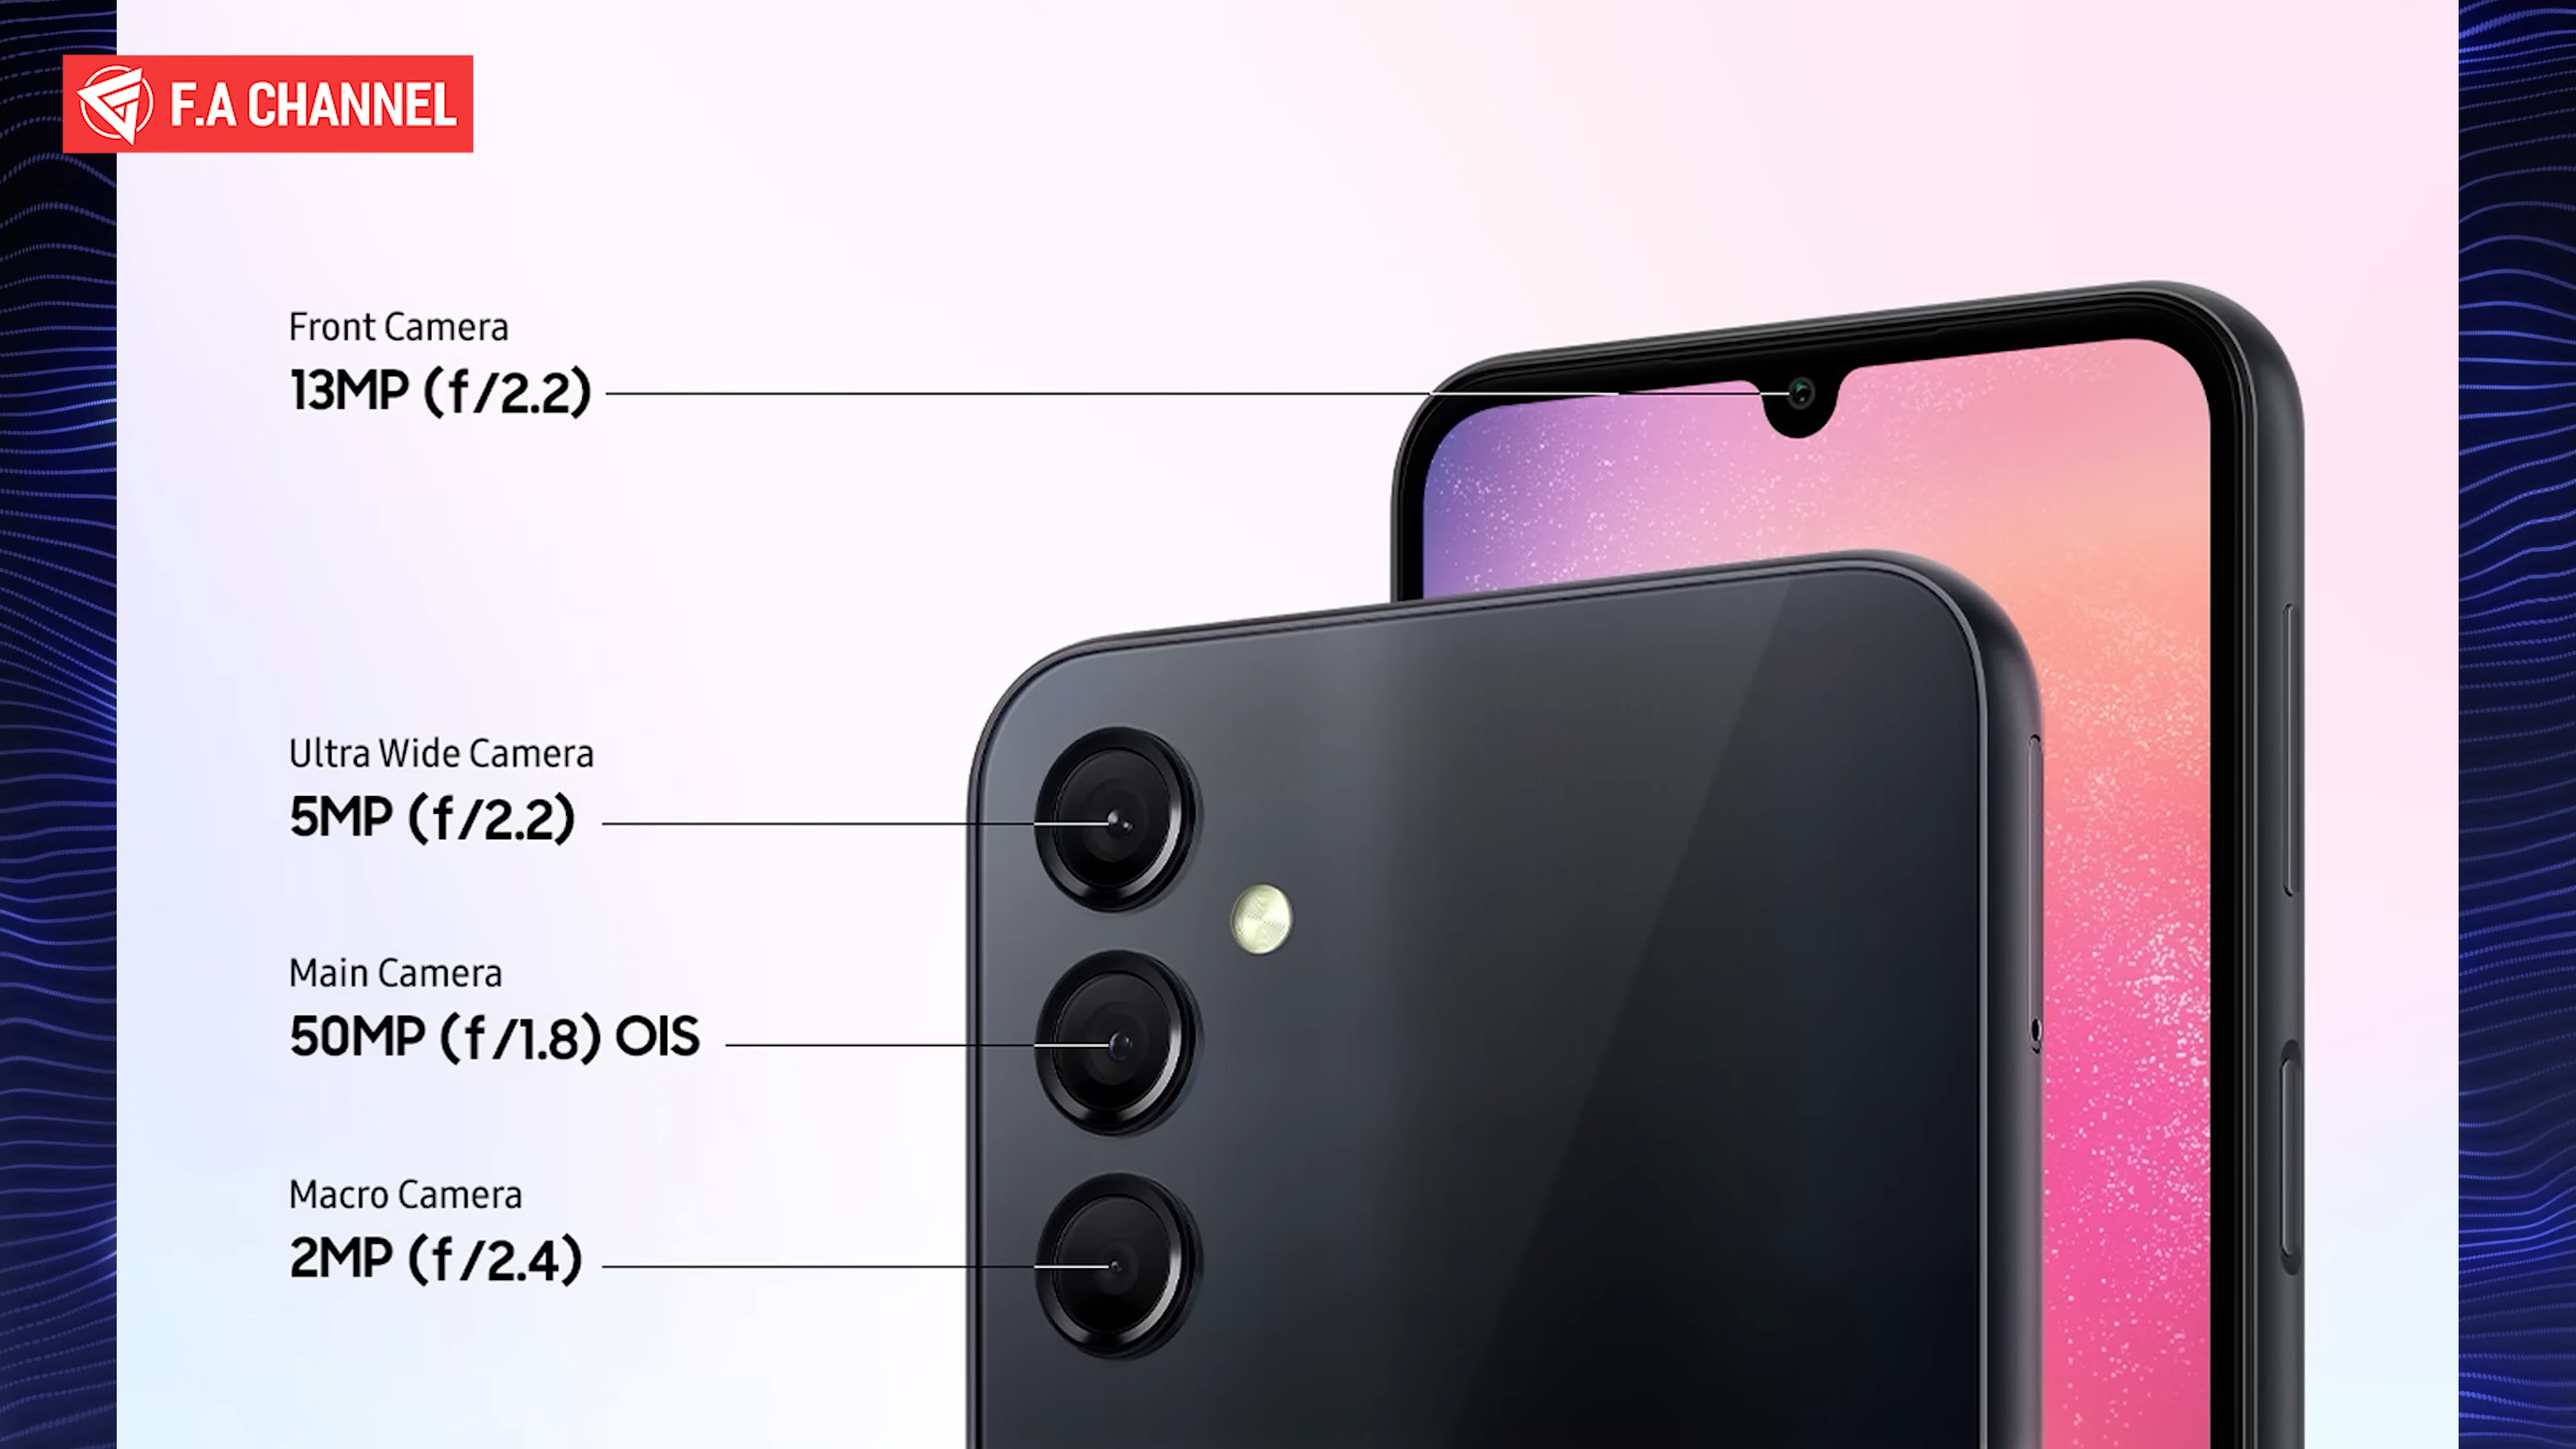 F.A CHANNEL
Front Camera
13MP (f/2.2)
Ultra Wide Camera
5MP (f/2.2)
Main Camera
50MP (f/1.8) OIS
Macro Camera
2MP (f/2.4)